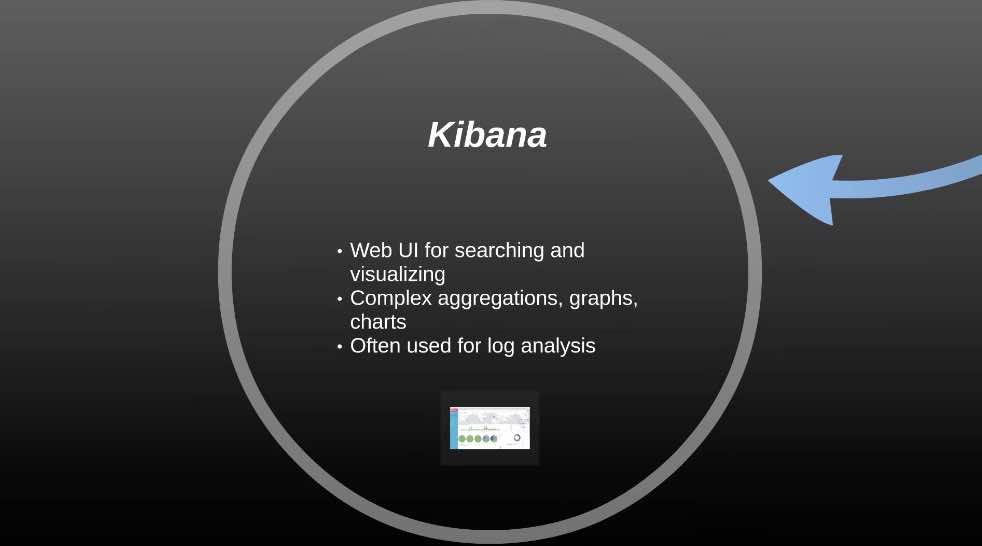 Kibana
• Web UI for searching and
visualizing
• Complex aggregations, graphs,
charts
• Often used for log analysis